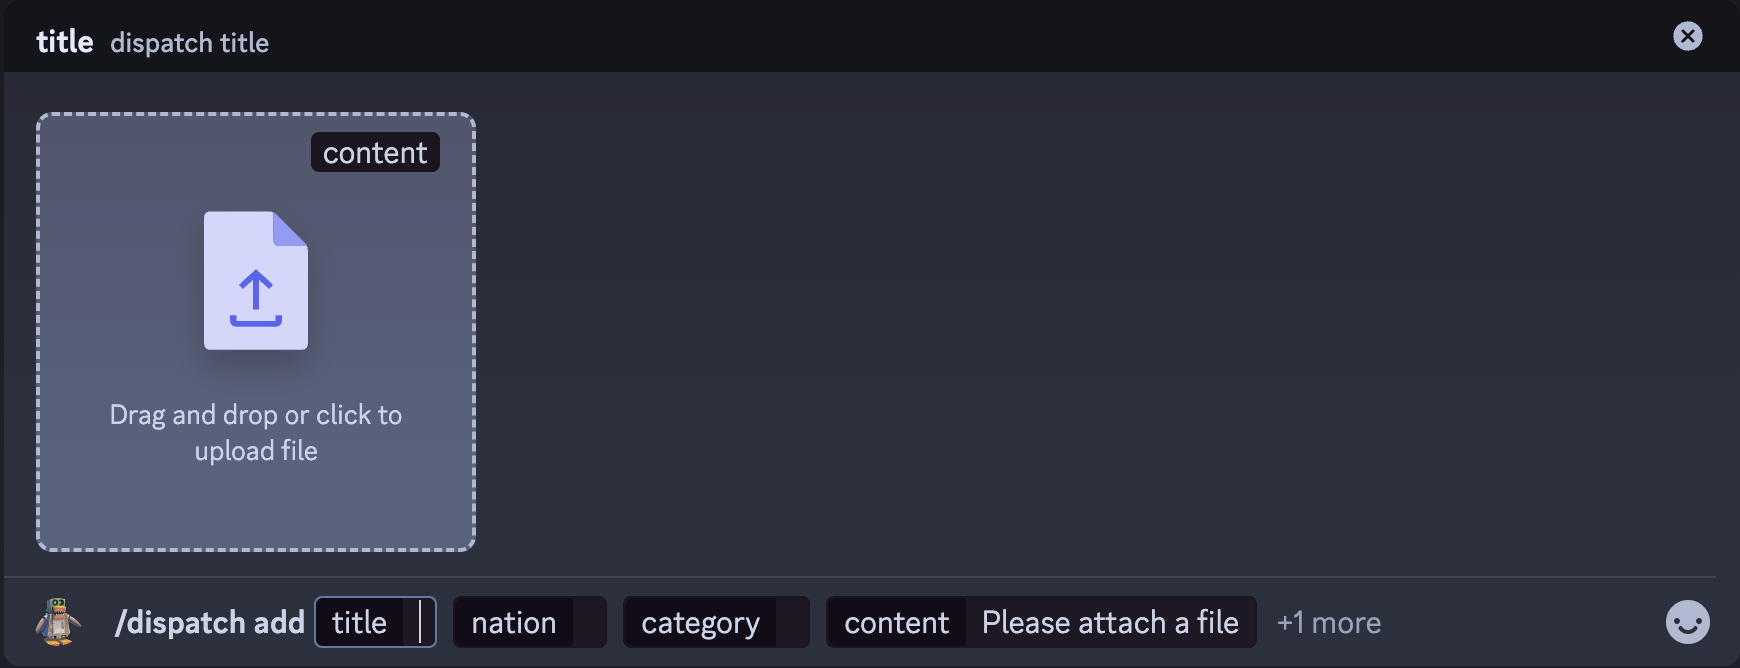 title dispatch title
content
Drag and drop or click to
upload file
/dispatch add title nation category content Please attach a file +1 more